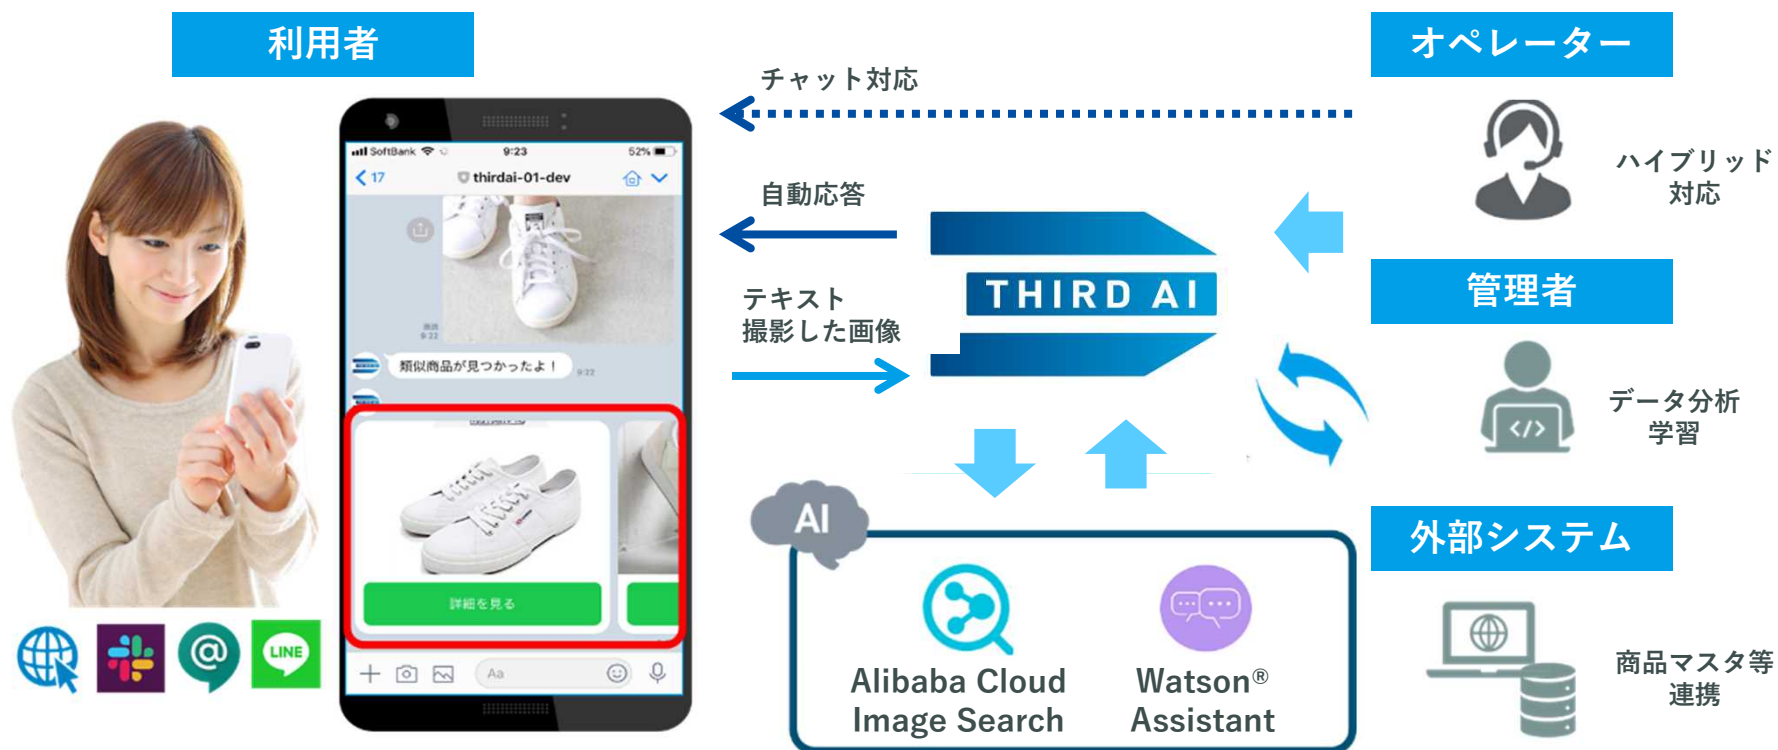 利用者
オペレーター
チャット対応
ハイブリッド
対応
SoftBank
9:23
52%
17
thirdai-01-dev
自動応答
THIRD AI
管理者
テキスト
撮影した画像
9:22
類似商品が見つかったよ！
9:22
データ分析
学習
</>
AI
外部システム
詳細を見る
LINE
Aa
Alibaba Cloud
Image Search
Watson®
Assistant
商品マスタ等
連携